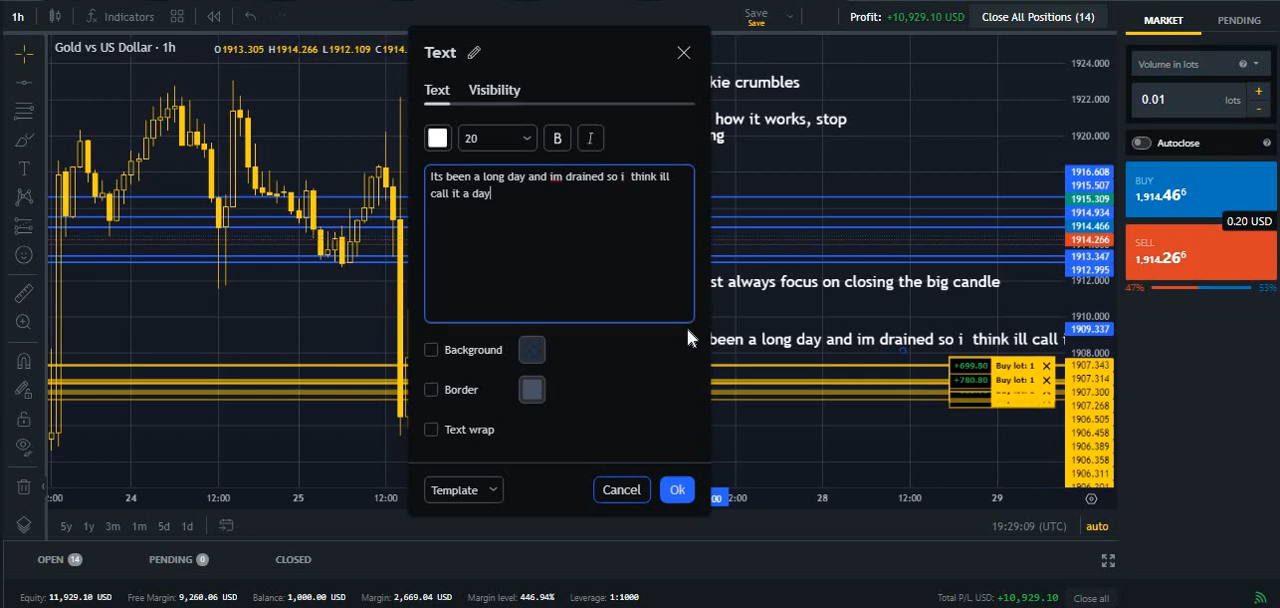 1h Indicators Save Save Profit: +10,929.10 USD Close All Positions (14) MARKET PENDING
Gold vs US Dollar · 1h O1913.305 H1914.266 L1912.109 C1914.
Text
Text Visibility
20 B I
Its been a long day and im drained so i think ill
call it a day
Background
Border
Text wrap
Template Cancel Ok
kie crumbles
how it works, stop
ng
st always focus on closing the big candle
been a long day and im drained so i think ill call i
+699.80 Buy lot: 1
+780.80 Buy lot: 1
1924.000
1922.000
1920.000
1916.608
1915.507
1915.309
1914.934
1914.466
1914.266
1913.347
1912.995
1912.000
1910.000
1909.337
1908.000
1907.343
1907.314
1907.300
1907.268
1906.505
1906.458
1906.389
1906.358
1906.311
1906.201
Volume in lots
0.01 lots + -
Autoclose
BUY
1,914.46⁶
0.20 USD
SELL
1,914.26⁶
47% 53%
:00 24 12:00 25 12:00 00 2:00 28 12:00 29
5y 1y 3m 1m 5d 1d 19:29:09 (UTC) auto
OPEN 14 PENDING 0 CLOSED
Equity: 11,929.10 USD Free Margin: 9,260.06 USD Balance: 1,000.00 USD Margin: 2,669.04 USD Margin level: 446.94% Leverage: 1:1000 Total P/L, USD: +10,929.10 Close all